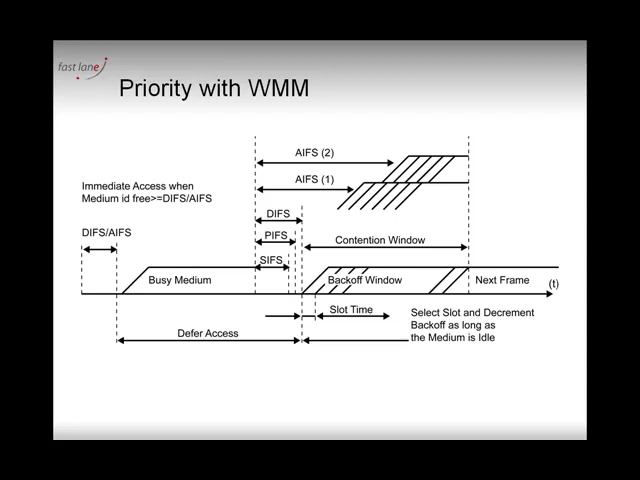 fast lane
Priority with WMM
AIFS (2)
AIFS (1)
Immediate Access when
Medium id free>=DIFS/AIFS
DIFS
DIFS/AIFS
PIFS
Contention Window
SIFS
Busy Medium
Backoff Window
Next Frame
(t)
Slot Time
Select Slot and Decrement
Backoff as long as
the Medium is Idle
Defer Access